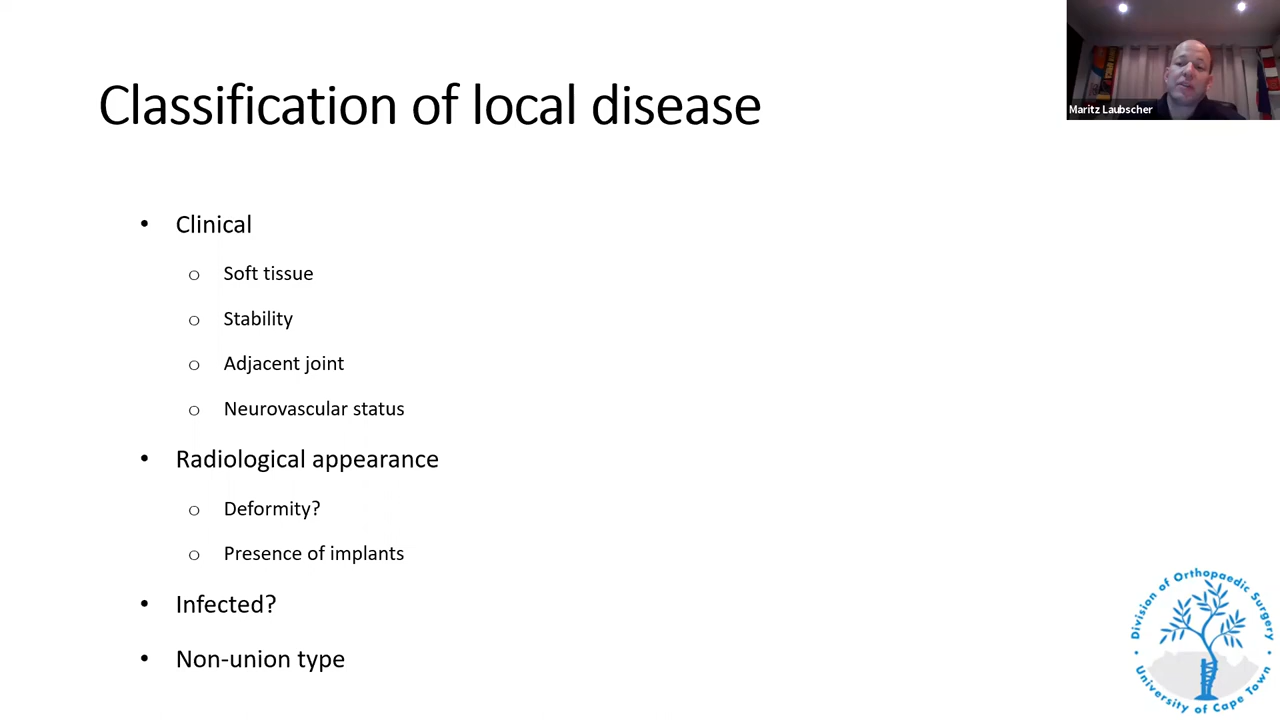 Classification of local disease
Maritz Laubscher
• Clinical
o Soft tissue
o Stability
o Adjacent joint
o Neurovascular status
• Radiological appearance
o Deformity?
o Presence of implants
• Infected?
• Non-union type
Division of Orthopaedic Surgery
• University of Cape Town •